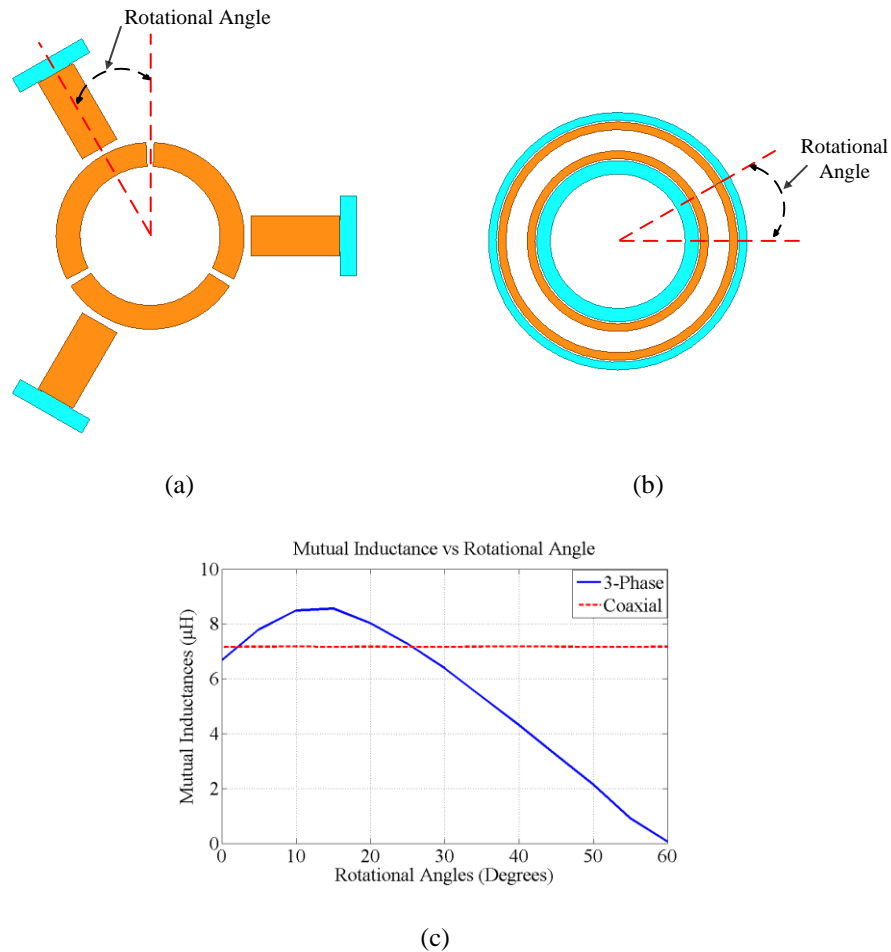 Rotational Angle
Rotational
Angle
(a)
(b)
Mutual Inductance vs Rotational Angle
Mutual Inductances (μH)
10
8
6
4
2
0
3-Phase
Coaxial
0 10 20 30 40 50 60
Rotational Angles (Degrees)
(c)